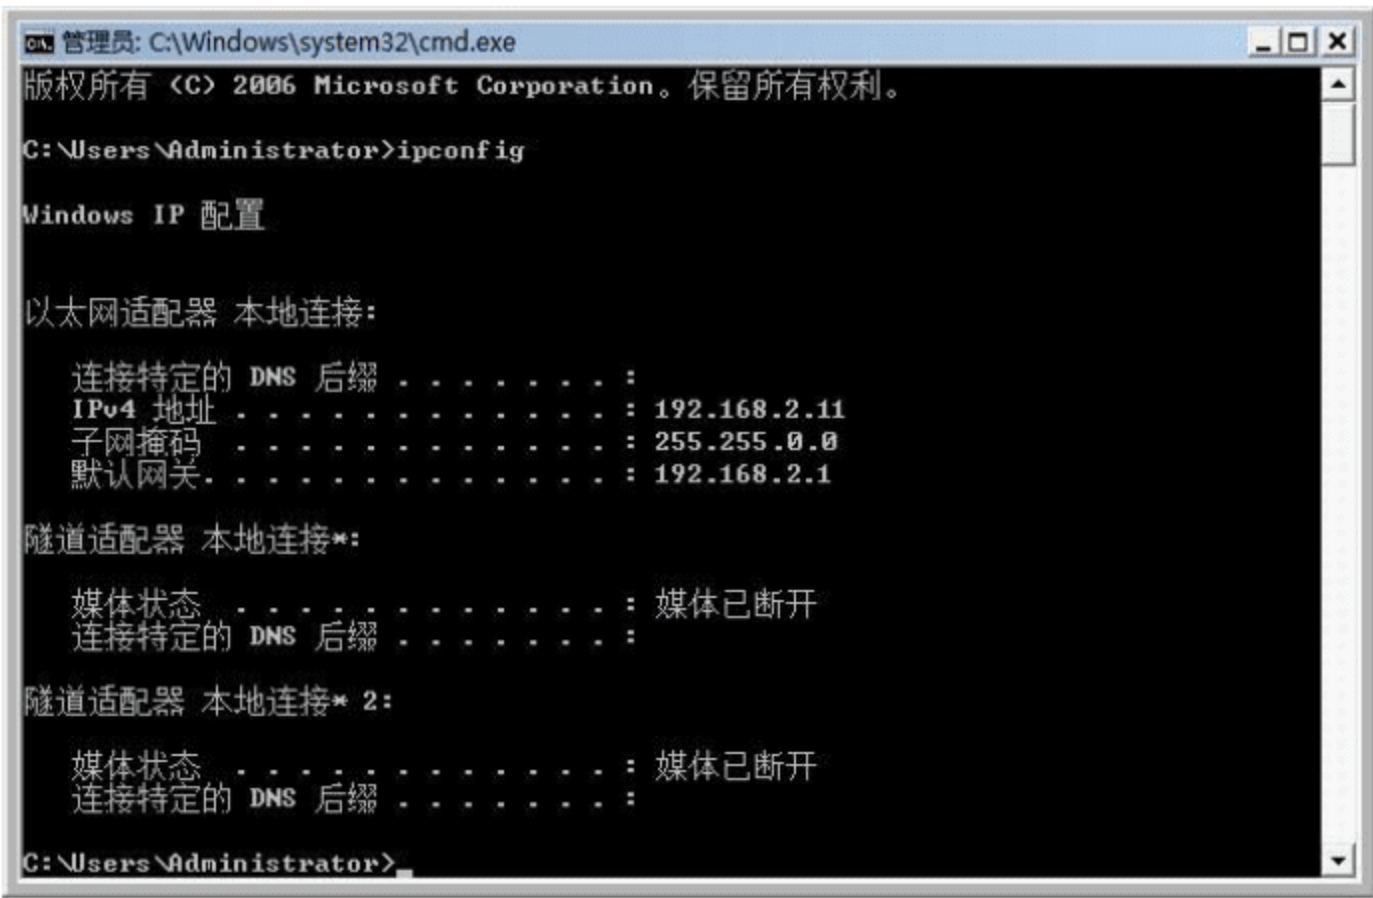 管理员: C:\Windows\system32\cmd.exe
版权所有 (C) 2006 Microsoft Corporation。保留所有权利。
C:\Users\Administrator>ipconfig
Windows IP 配置
以太网适配器 本地连接:
连接特定的 DNS 后缀 . . . . . . . :
IPv4 地址 . . . . . . . . . . . . : 192.168.2.11
子网掩码 . . . . . . . . . . . . : 255.255.0.0
默认网关. . . . . . . . . . . . . : 192.168.2.1
隧道适配器 本地连接*:
媒体状态 . . . . . . . . . . . . : 媒体已断开
连接特定的 DNS 后缀 . . . . . . . :
隧道适配器 本地连接* 2:
媒体状态 . . . . . . . . . . . . : 媒体已断开
连接特定的 DNS 后缀 . . . . . . . :
C:\Users\Administrator>_